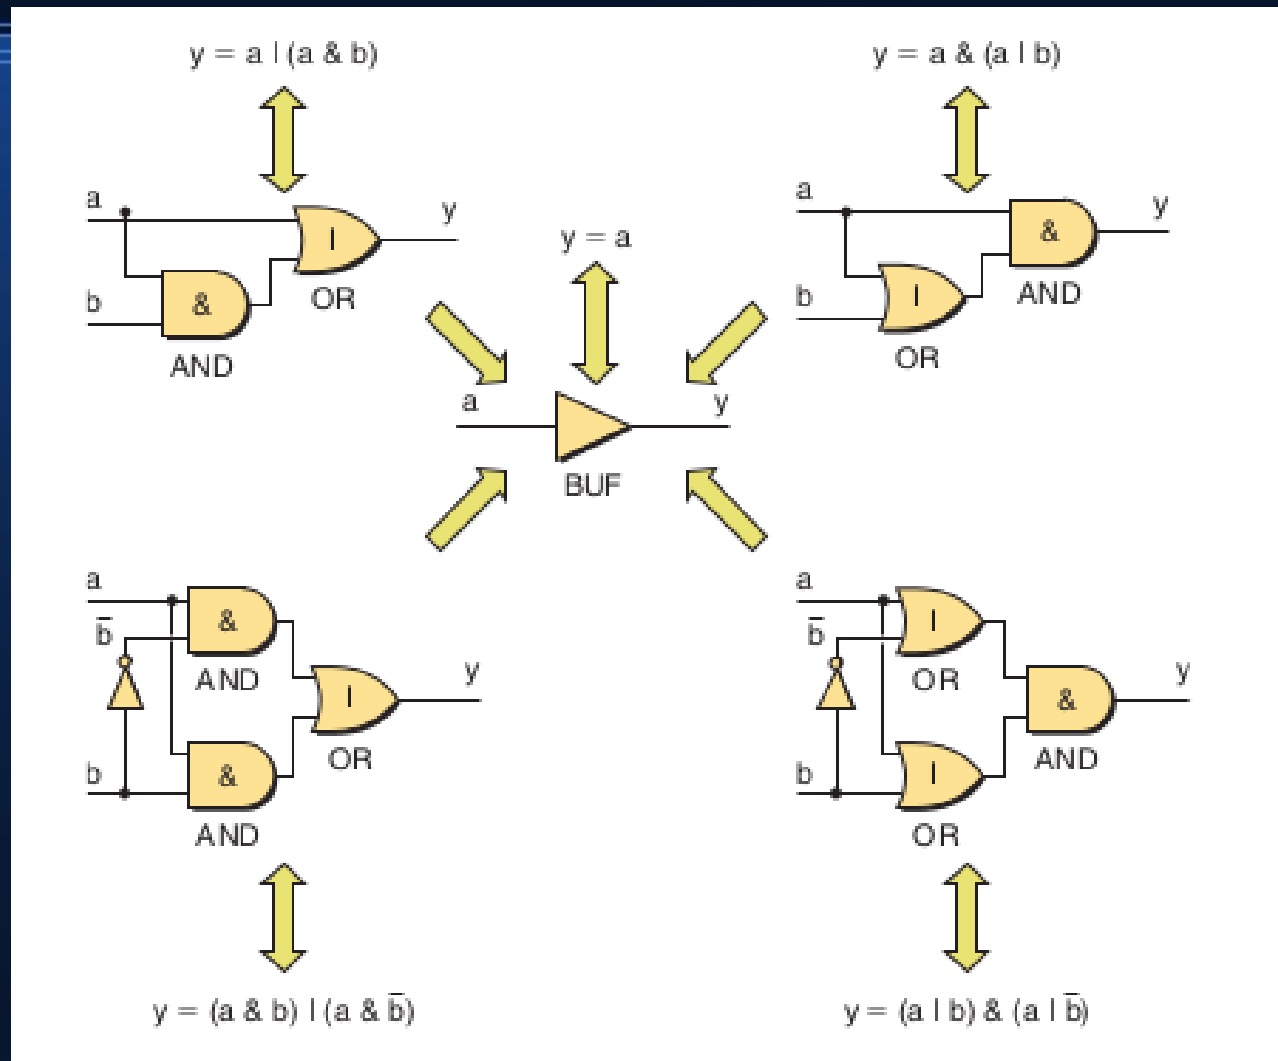 y = a | (a & b)
y = a & (a | b)
a
y
|
OR
b
&
AND
y = a
a
y
&
AND
b
|
OR
a
y
BUF
a
b̅
&
AND
|
OR
y
b
&
AND
a
b̅
|
OR
&
AND
y
b
|
OR
y = (a & b) | (a & b̅)
y = (a | b) & (a | b̅)